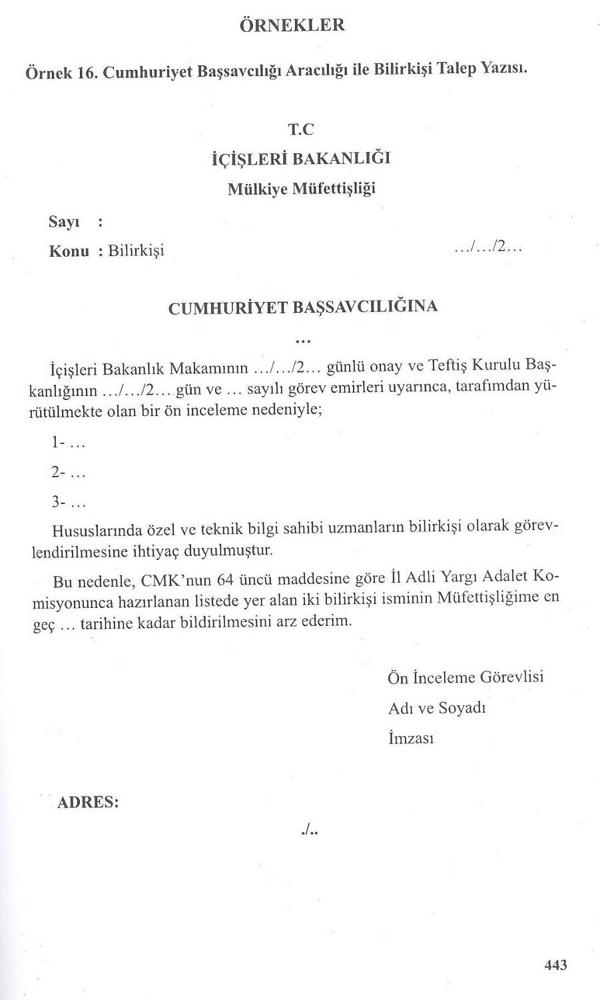 ÖRNEKLER
Örnek 16. Cumhuriyet Başsavcılığı Aracılığı ile Bilirkişi Talep Yazısı.
T.C
İÇİŞLERİ BAKANLIĞI
Mülkiye Müfettişliği
Sayı :
Konu : Bilirkişi .../.../2...
CUMHURİYET BAŞSAVCILIĞINA
...
İçişleri Bakanlık Makamının .../.../2... günlü onay ve Teftiş Kurulu Baş-
kanlığının .../.../2... gün ve ... sayılı görev emirleri uyarınca, tarafımdan yü-
rütülmekte olan bir ön inceleme nedeniyle;
1- ...
2- ...
3- ...
Hususlarında özel ve teknik bilgi sahibi uzmanların bilirkişi olarak görev-
lendirilmesine ihtiyaç duyulmuştur.
Bu nedenle, CMK’nun 64 üncü maddesine göre İl Adli Yargı Adalet Ko-
misyonunca hazırlanan listede yer alan iki bilirkişi isminin Müfettişliğime en
geç ... tarihine kadar bildirilmesini arz ederim.
Ön İnceleme Görevlisi
Adı ve Soyadı
İmzası
ADRES:
./..
443